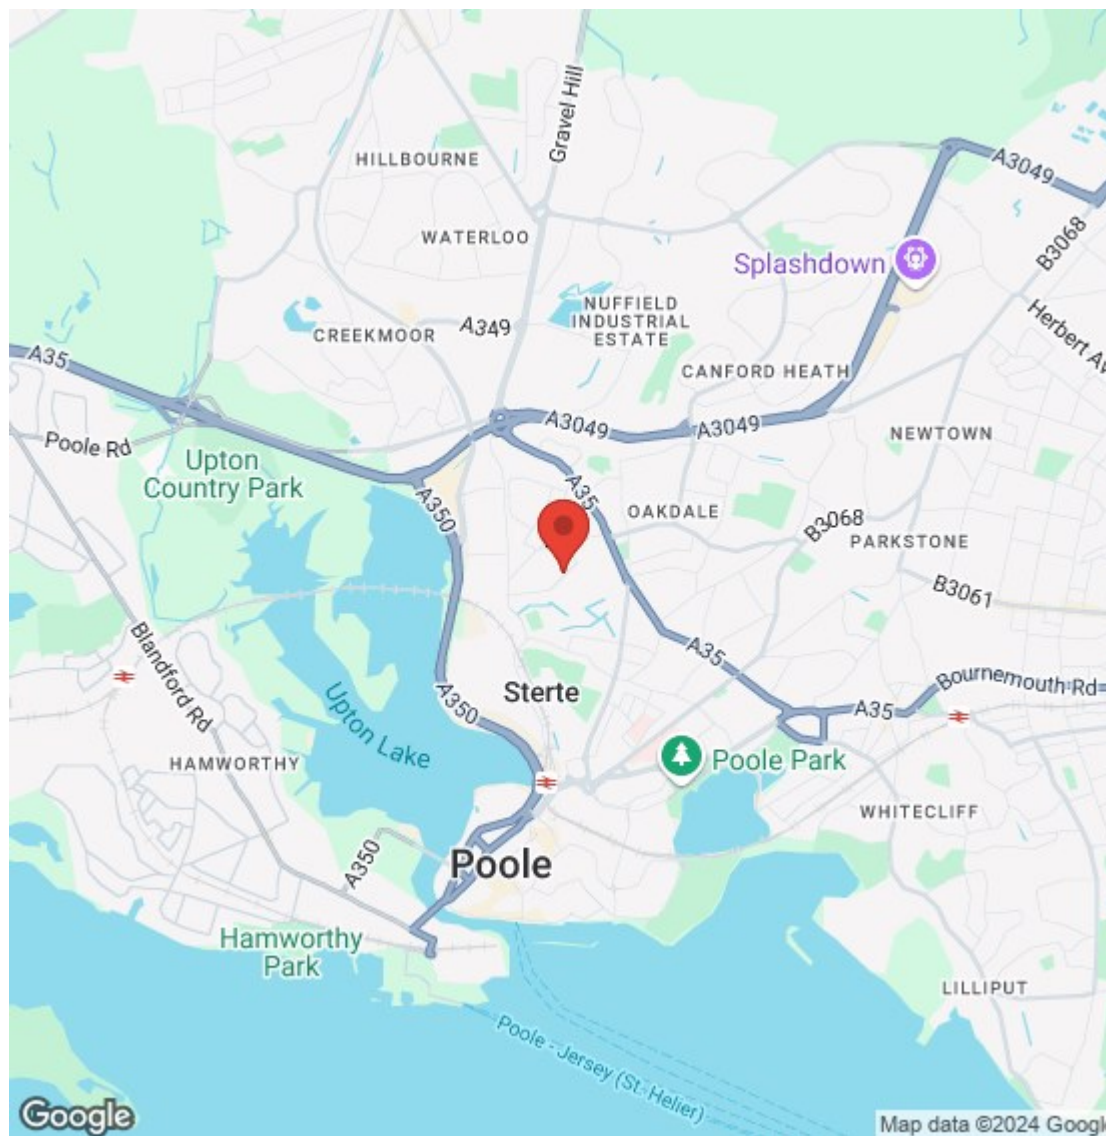 Gravel Hill
HILLBOURNE
A3049
WATERLOO
B3068
Splashdown
NUFFIELD
INDUSTRIAL
ESTATE
A349
CREEKMOOR
Herbert Av
A35
CANFORD HEATH
A3049
A3049
NEWTOWN
Poole Rd
Upton
Country Park
A350
A35
OAKDALE
B3068
PARKSTONE
B3061
Blandford Rd
A35
Bournemouth Rd
Sterte
A350
A35
Upton Lake
HAMWORTHY
Poole Park
WHITECLIFF
A350
Poole
Hamworthy
Park
LILLIPUT
Poole - Jersey (St. Helier)
Google
Map data ©2024 Google